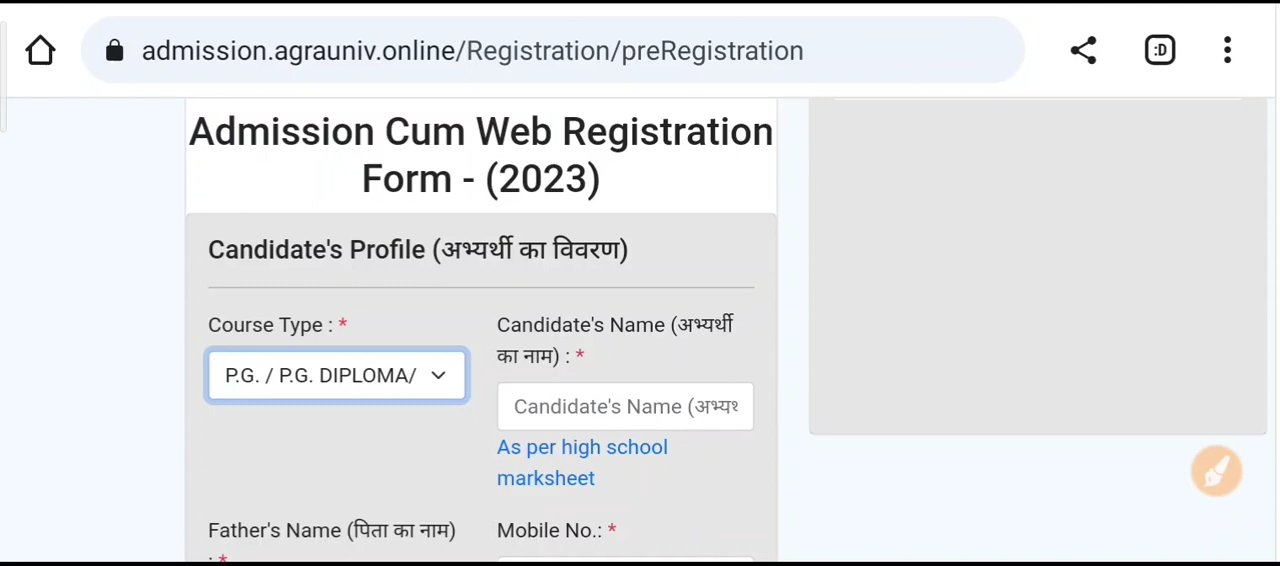 admission.agrauniv.online/Registration/preRegistration
:D
Admission Cum Web Registration
Form - (2023)
Candidate's Profile (अभ्यर्थी का विवरण)
Course Type : *
P.G. / P.G. DIPLOMA/
Candidate's Name (अभ्यर्थी
का नाम) : *
Candidate's Name (अभ्य
As per high school
marksheet
Father's Name (पिता का नाम)
: *
Mobile No.: *